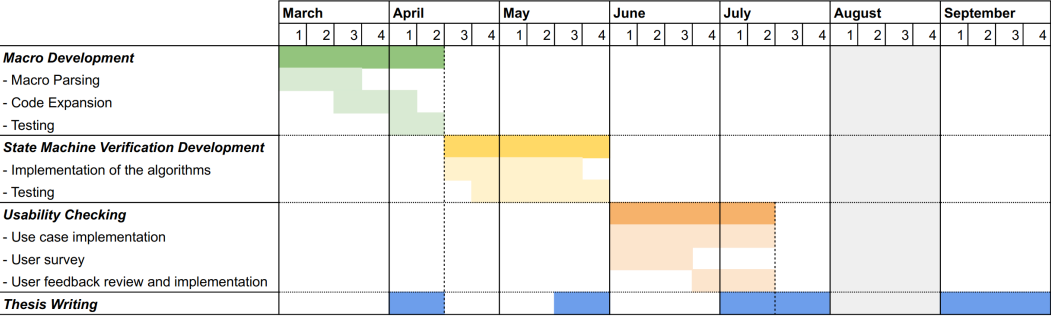 March April May June July August September
1 2 3 4 1 2 3 4 1 2 3 4 1 2 3 4 1 2 3 4 1 2 3 4 1 2 3 4
Macro Development
- Macro Parsing
- Code Expansion
- Testing
State Machine Verification Development
- Implementation of the algorithms
- Testing
Usability Checking
- Use case implementation
- User survey
- User feedback review and implementation
Thesis Writing